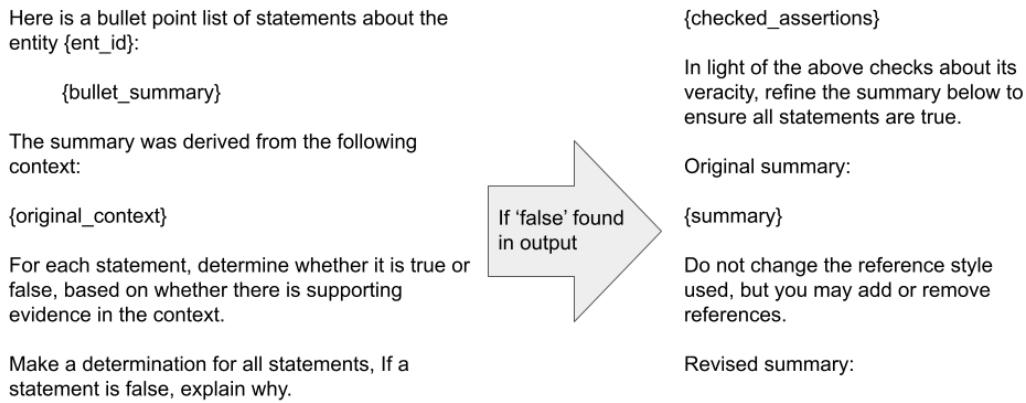 Here is a bullet point list of statements about the
entity {ent_id}:
{bullet_summary}
The summary was derived from the following
context:
{original_context}
For each statement, determine whether it is true or
false, based on whether there is supporting
evidence in the context.
Make a determination for all statements, If a
statement is false, explain why.
If ‘false’ found
in output
{checked_assertions}
In light of the above checks about its
veracity, refine the summary below to
ensure all statements are true.
Original summary:
{summary}
Do not change the reference style
used, but you may add or remove
references.
Revised summary: